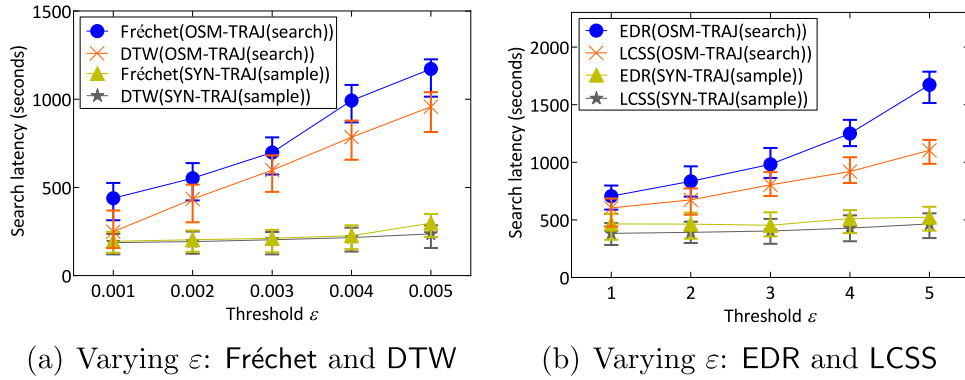 1500
1000
500
0
Search latency (seconds)
Fréchet(OSM-TRAJ(search))
DTW(OSM-TRAJ(search))
Fréchet(SYN-TRAJ(sample))
DTW(SYN-TRAJ(sample))
0.001 0.002 0.003 0.004 0.005
Threshold ε
(a) Varying ε: Fréchet and DTW
2000
1500
1000
500
0
Search latency (seconds)
EDR(OSM-TRAJ(search))
LCSS(OSM-TRAJ(search))
EDR(SYN-TRAJ(sample))
LCSS(SYN-TRAJ(sample))
1 2 3 4 5
Threshold ε
(b) Varying ε: EDR and LCSS